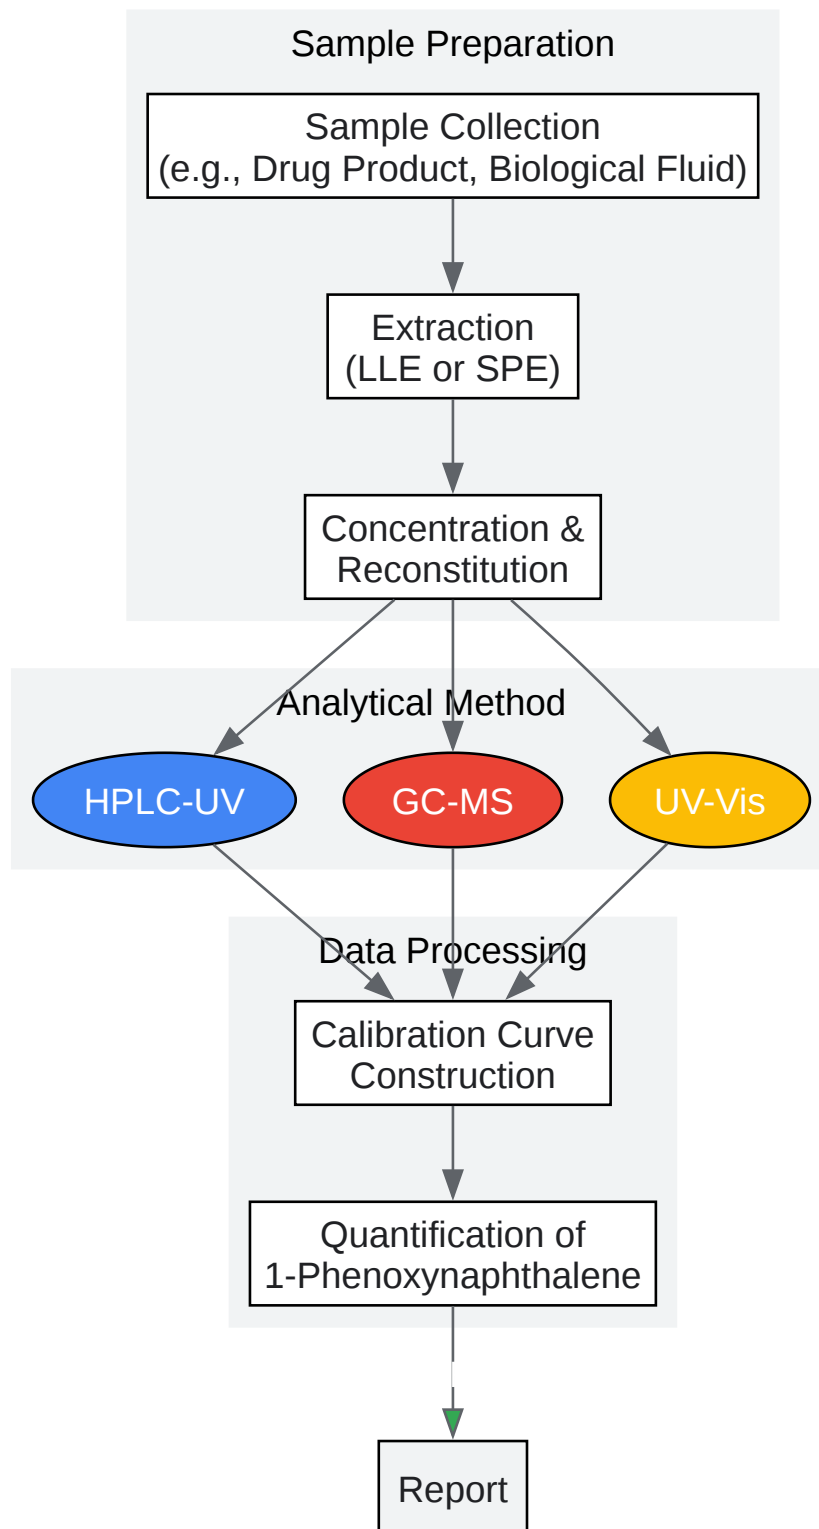 Sample Preparation
Sample Collection
(e.g., Drug Product, Biological Fluid)
Extraction
(LLE or SPE)
Concentration &
Reconstitution
Analytical Method
HPLC-UV
GC-MS
UV-Vis
Data Processing
Calibration Curve
Construction
Quantification of
1-Phenoxynaphthalene
Report